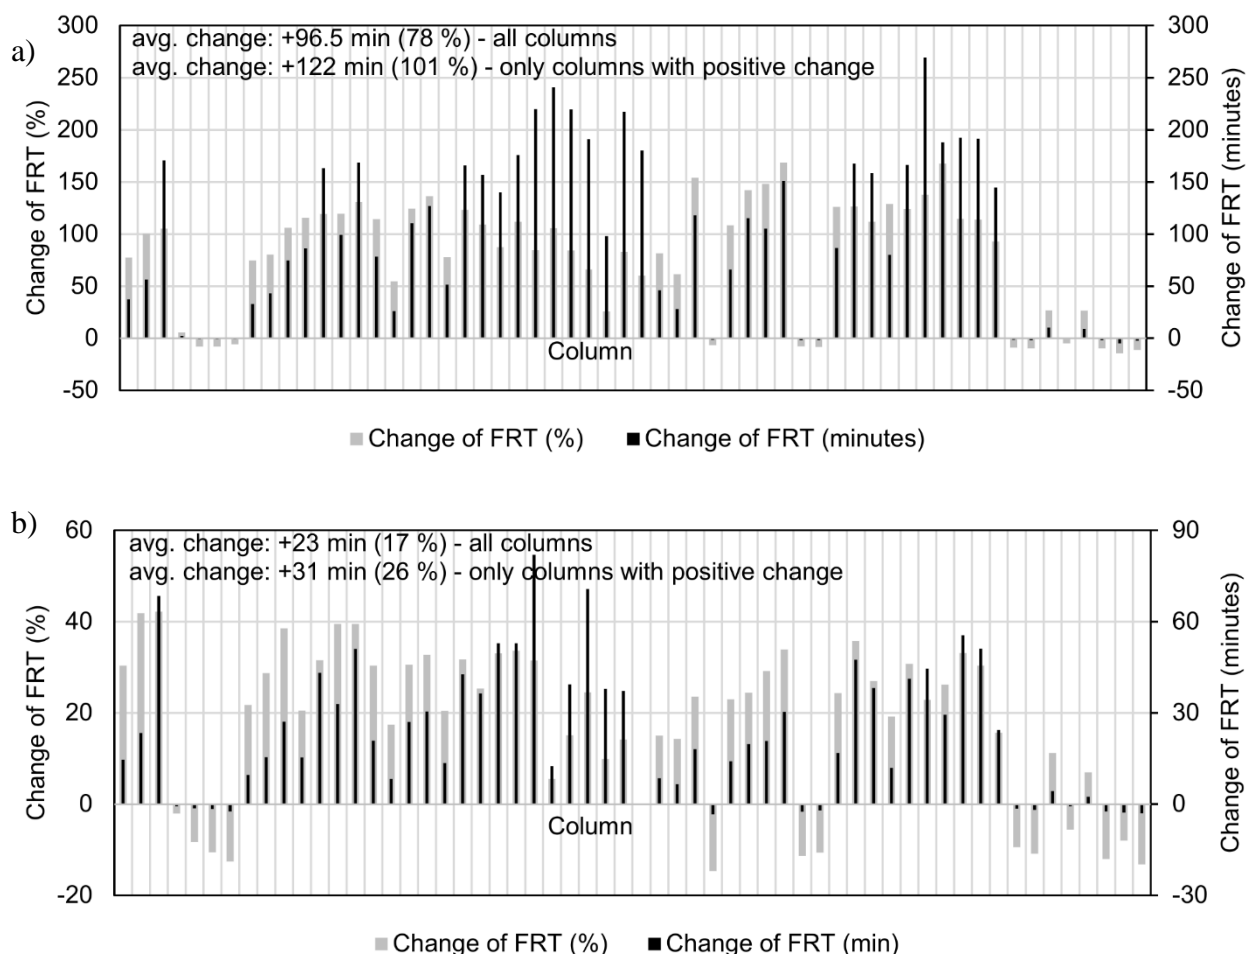 a)
avg. change: +96.5 min (78 %) - all columns
avg. change: +122 min (101 %) - only columns with positive change
Change of FRT (%)
300
250
200
150
100
50
0
-50
Column
300
250
200
150
100
50
0
-50
Change of FRT (minutes)
Change of FRT (%) Change of FRT (minutes)
b)
avg. change: +23 min (17 %) - all columns
avg. change: +31 min (26 %) - only columns with positive change
Change of FRT (%)
60
40
20
0
-20
Column
90
60
30
0
-30
Change of FRT (minutes)
Change of FRT (%) Change of FRT (min)